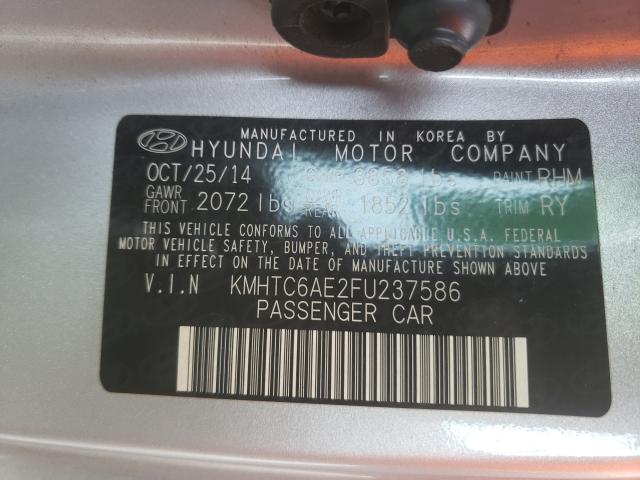 MANUFACTURED IN KOREA BY
HYUNDAI MOTOR COMPANY
OCT/25/14 lbs PAINT RHM
GAWR FRONT 2072 lbs REAR 1852 lbs TRIM RY
THIS VEHICLE CONFORMS TO ALL APPLICABLE U.S.A. FEDERAL
MOTOR VEHICLE SAFETY, BUMPER, AND THEFT PREVENTION STANDARDS
IN EFFECT ON THE DATE OF MANUFACTURE SHOWN ABOVE
V.I.N KMHTC6AE2FU237586
PASSENGER CAR